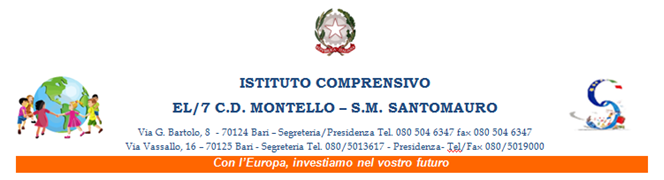 ISTITUTO COMPRENSIVO
EL/7 C.D. MONTELLO – S.M. SANTOMAURO
Via G. Bartolo, 8 - 70124 Bari – Segreteria/Presidenza Tel. 080 504 6347 fax 080 504 6347
Via Vassallo, 16 – 70125 Bari - Segreteria Tel. 080/5013617 - Presidenza- Tel/Fax 080/5019000
Con l'Europa, investiamo nel vostro futuro